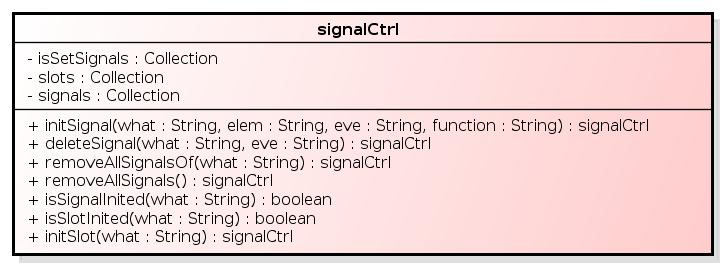 signalCtrl
- isSetSignals : Collection
- slots : Collection
- signals : Collection
+ initSignal(what : String, elem : String, eve : String, function : String) : signalCtrl
+ deleteSignal(what : String, eve : String) : signalCtrl
+ removeAllSignalsOf(what : String) : signalCtrl
+ removeAllSignals() : signalCtrl
+ isSignalInited(what : String) : boolean
+ isSlotInited(what : String) : boolean
+ initSlot(what : String) : signalCtrl